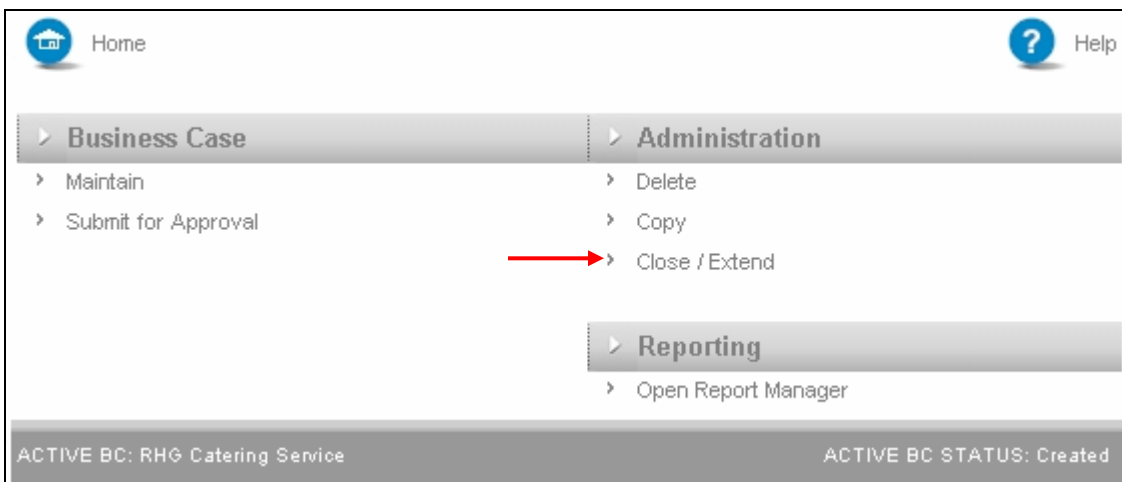 Home
? Help
Business Case
Maintain
Submit for Approval
Administration
Delete
Copy
Close / Extend
Reporting
Open Report Manager
ACTIVE BC: RHG Catering Service
ACTIVE BC STATUS: Created